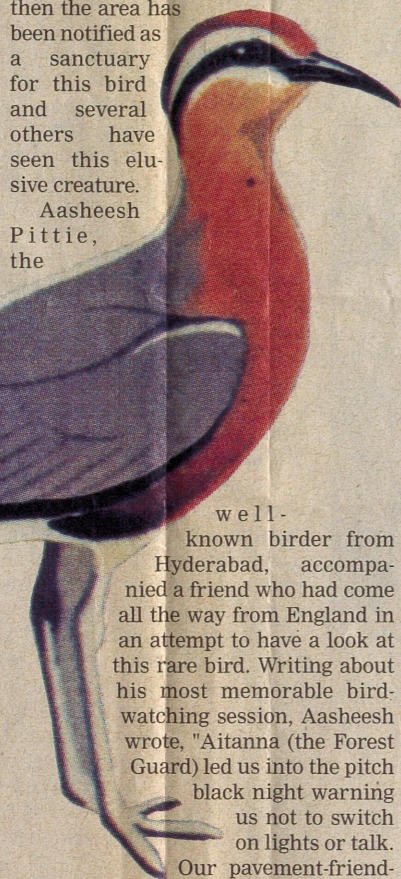 then the area has
been notified as
a sanctuary
for this bird
and several
others have
seen this elu-
sive creature.
Aasheesh
Pittie,
the
well-
known birder from
Hyderabad, accompa-
nied a friend who had come
all the way from England in
an attempt to have a look at
this rare bird. Writing about
his most memorable bird-
watching session, Aasheesh
wrote, "Aitanna (the Forest
Guard) led us into the pitch
black night warning
us not to switch
on lights or talk.
Our pavement-friend-